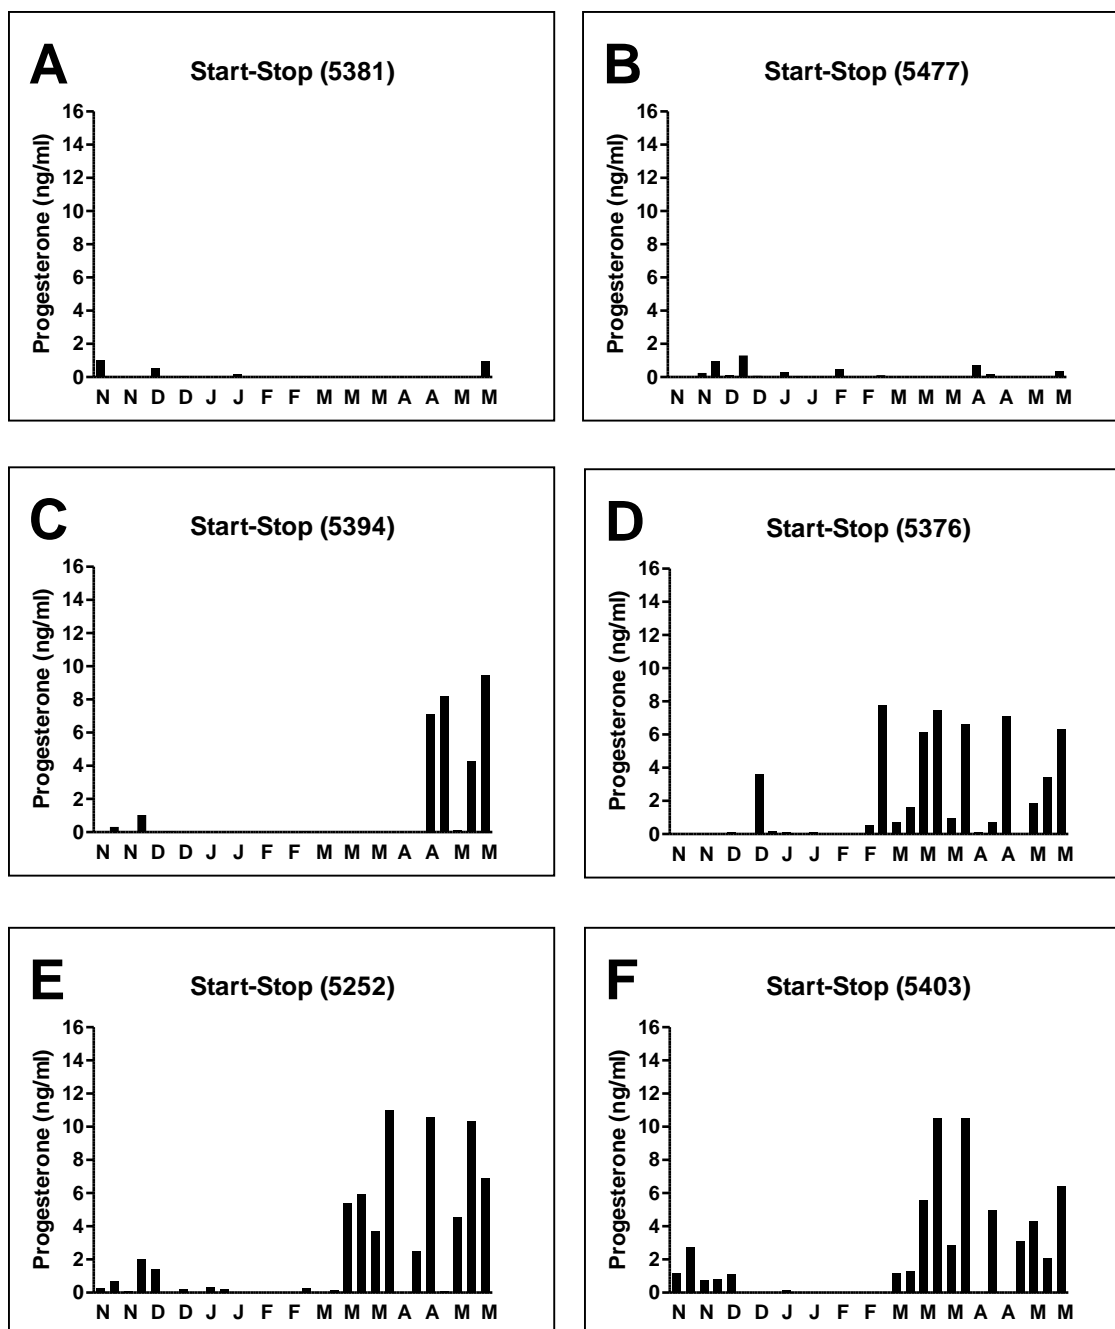 A
Start-Stop (5381)
Progesterone (ng/ml)
16
14
12
10
8
6
4
2
0
N N D D J J F F M M M A A M M
B
Start-Stop (5477)
Progesterone (ng/ml)
16
14
12
10
8
6
4
2
0
N N D D J J F F M M M A A M M
C
Start-Stop (5394)
Progesterone (ng/ml)
16
14
12
10
8
6
4
2
0
N N D D J J F F M M M A A M M
D
Start-Stop (5376)
Progesterone (ng/ml)
16
14
12
10
8
6
4
2
0
N N D D J J F F M M M A A M M
E
Start-Stop (5252)
Progesterone (ng/ml)
16
14
12
10
8
6
4
2
0
N N D D J J F F M M M A A M M
F
Start-Stop (5403)
Progesterone (ng/ml)
16
14
12
10
8
6
4
2
0
N N D D J J F F M M M A A M M